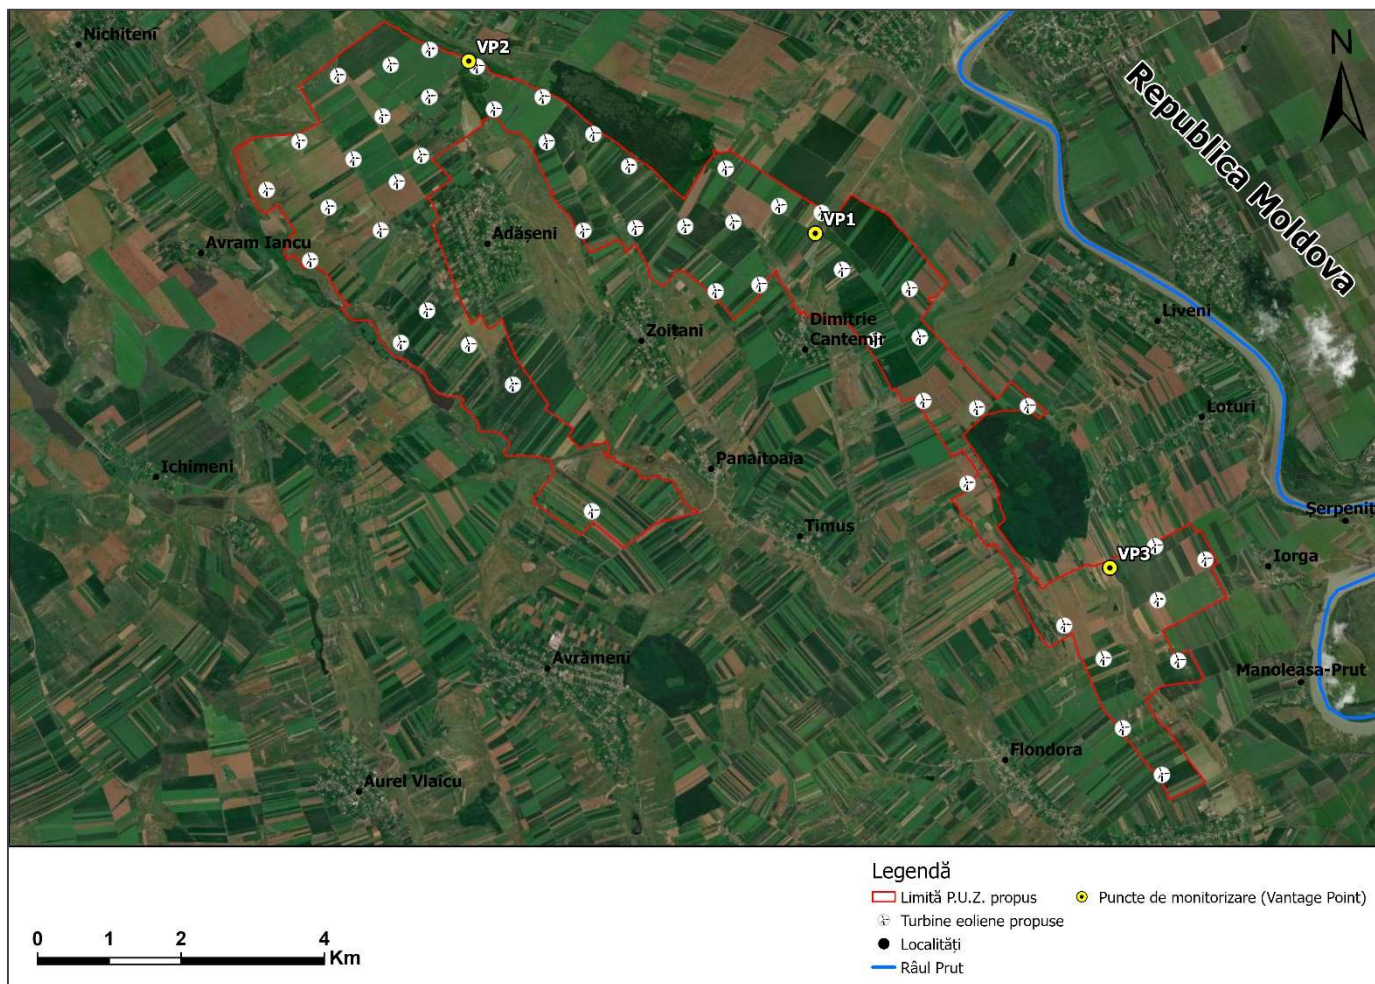 Nichiteni
VP2
N
Republica Moldova
Avram Iancu
Adășeni
VP1
Zoițani
Dimitrie
Cantemir
Liveni
Loturi
Ichimeni
Panaitoaia
Timuș
Șerpeniț
VP3
Iorga
Avrămeni
Manoleasa-Prut
Flondora
Aurel Vlaicu
Legendă
Limită P.U.Z. propus
Puncte de monitorizare (Vantage Point)
Turbine eoliene propuse
Localități
Râul Prut
0 1 2 4
Km